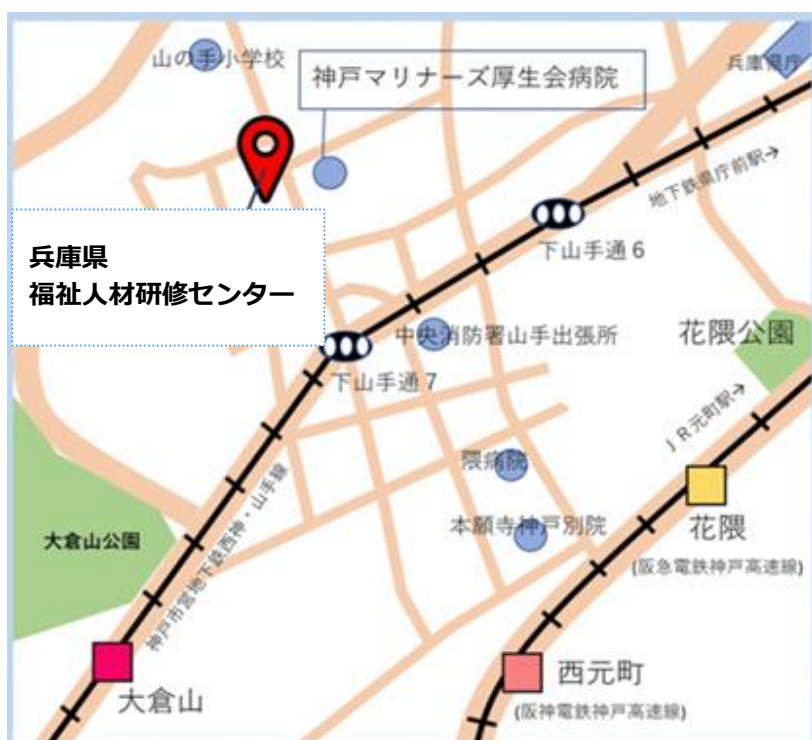 山の手小学校
兵庫県庁
神戸マリナーズ厚生会病院
地下鉄県庁前駅→
兵庫県
福祉人材研修センター
下山手通6
中央消防署山手出張所
花隈公園
下山手通7
JR元町駅→
隈病院
神戸市営地下鉄西神・山手線
本願寺神戸別院
花隈
大倉山公園
(阪急電鉄神戸高速線)
西元町
大倉山
(阪神電鉄神戸高速線)